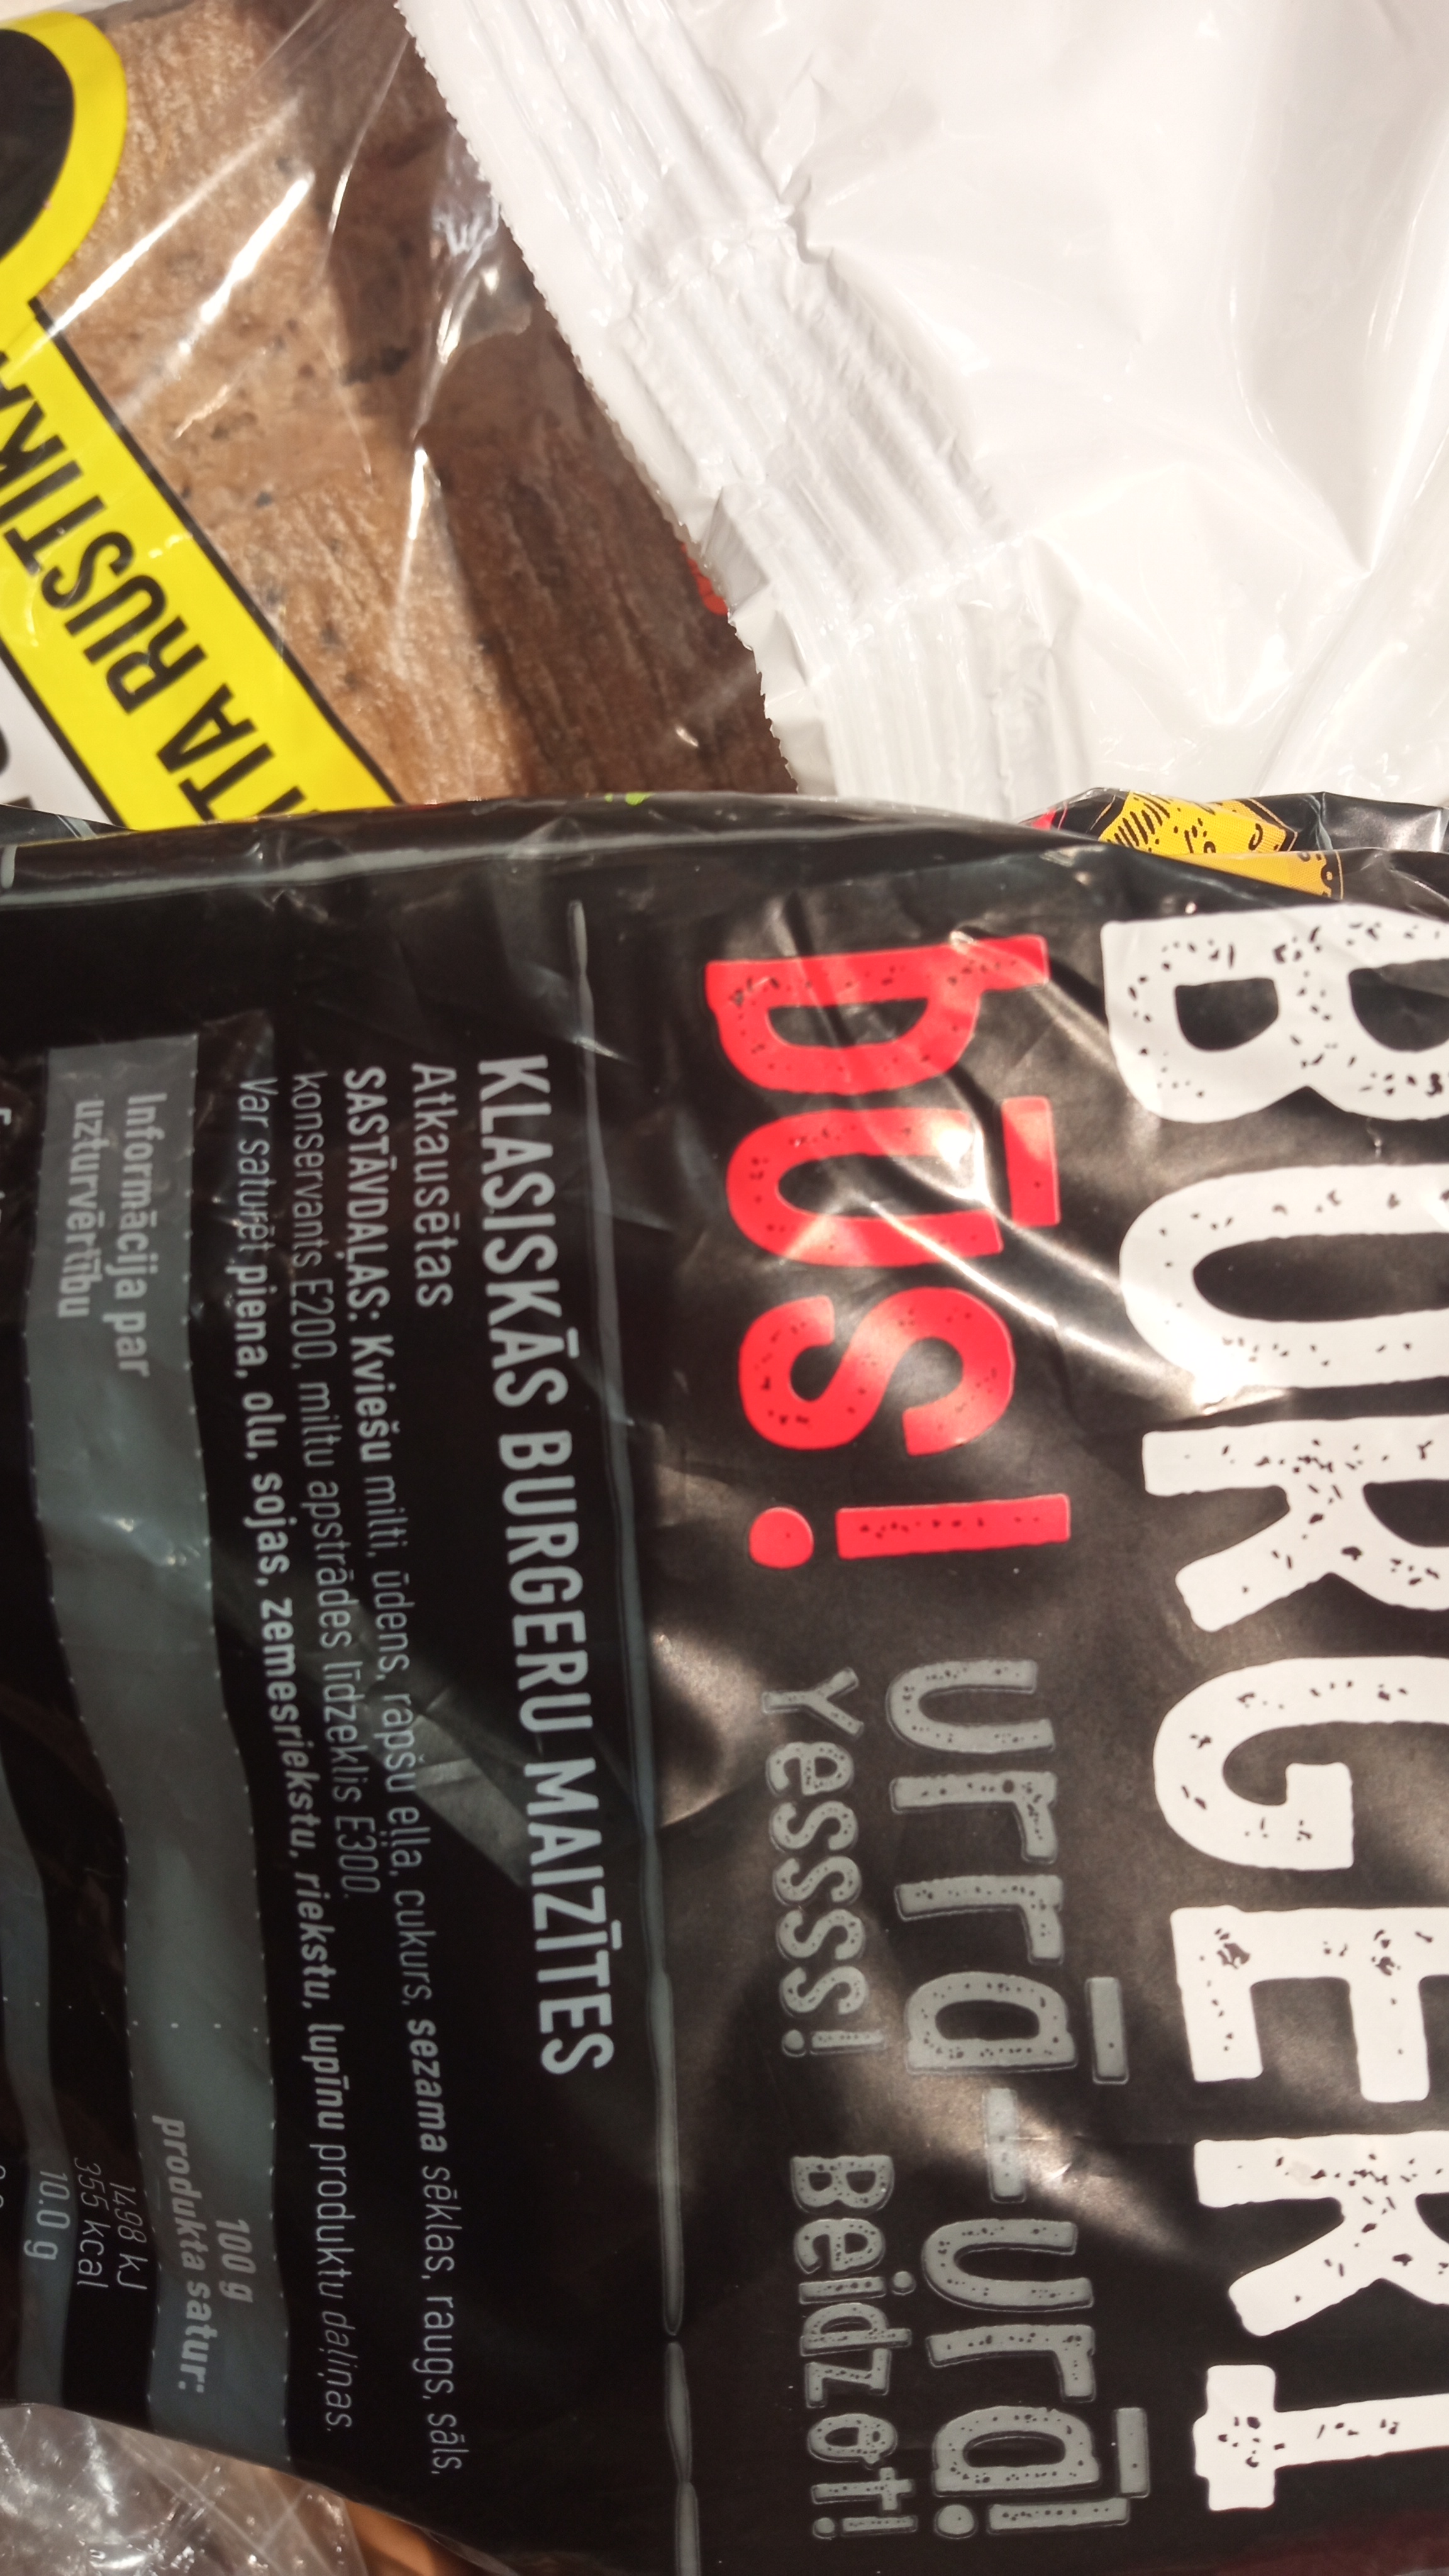 BURGERI
būs!
urrā-urā!
Yessss!
Beidzot!
KLASISKĀS BURGERU MAIZĪTES
Atkausētas
SASTĀVDAĻAS: Kviešu milti, ūdens, rapšu eļļa, cukurs, sezama sēklas, raugs, sāls,
konservants E200, miltu apstrādes līdzeklis E300.
Var saturēt piena, olu, sojas, zemesriekstu, riekstu, lupīnu produktu daļiņas.
Informācija par
uzturvērtību
100 g
produkta satur:
1498 kJ
355 kcal
10.0 g